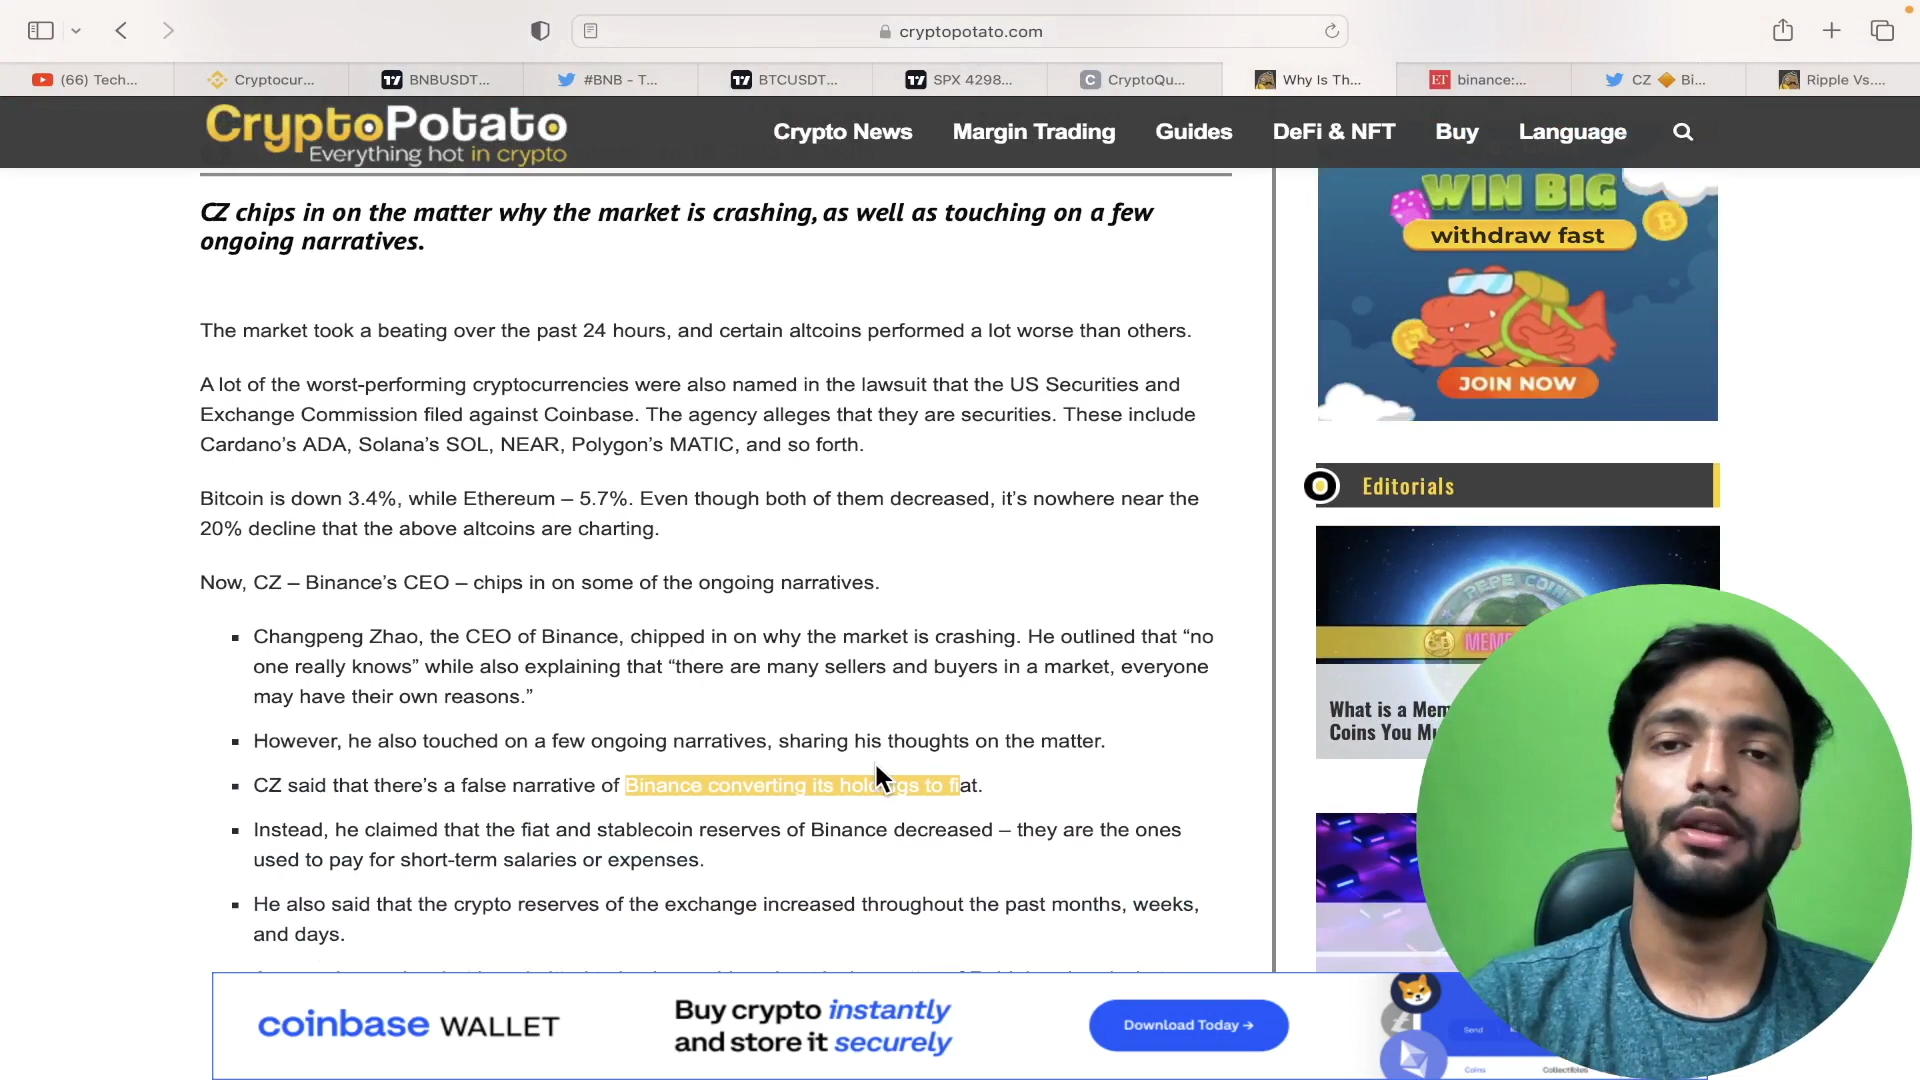 cryptopotato.com
(66) Tech...
Cryptocur...
BNBUSDT...
#BNB - T...
BTCUSDT...
SPX 4298...
CryptoQu...
Why Is Th...
ET binance:...
CZ 🔶 Bi...
Ripple Vs....
CryptoPotato
Everything hot in crypto
Crypto News
Margin Trading
Guides
DeFi & NFT
Buy
Language
CZ chips in on the matter why the market is crashing, as well as touching on a few
ongoing narratives.
The market took a beating over the past 24 hours, and certain altcoins performed a lot worse than others.
A lot of the worst-performing cryptocurrencies were also named in the lawsuit that the US Securities and
Exchange Commission filed against Coinbase. The agency alleges that they are securities. These include
Cardano’s ADA, Solana’s SOL, NEAR, Polygon’s MATIC, and so forth.
Bitcoin is down 3.4%, while Ethereum – 5.7%. Even though both of them decreased, it’s nowhere near the
20% decline that the above altcoins are charting.
Now, CZ – Binance’s CEO – chips in on some of the ongoing narratives.
▪ Changpeng Zhao, the CEO of Binance, chipped in on why the market is crashing. He outlined that “no
one really knows” while also explaining that “there are many sellers and buyers in a market, everyone
may have their own reasons.”
▪ However, he also touched on a few ongoing narratives, sharing his thoughts on the matter.
▪ CZ said that there’s a false narrative of Binance converting its holdings to fiat.
▪ Instead, he claimed that the fiat and stablecoin reserves of Binance decreased – they are the ones
used to pay for short-term salaries or expenses.
▪ He also said that the crypto reserves of the exchange increased throughout the past months, weeks,
and days.
WIN BIG
withdraw fast
JOIN NOW
Editorials
PEPE COIN
MEME
What is a Mem
Coins You Mu
coinbase WALLET
Buy crypto instantly
and store it securely
Download Today →
Send
Coins
Collectibles